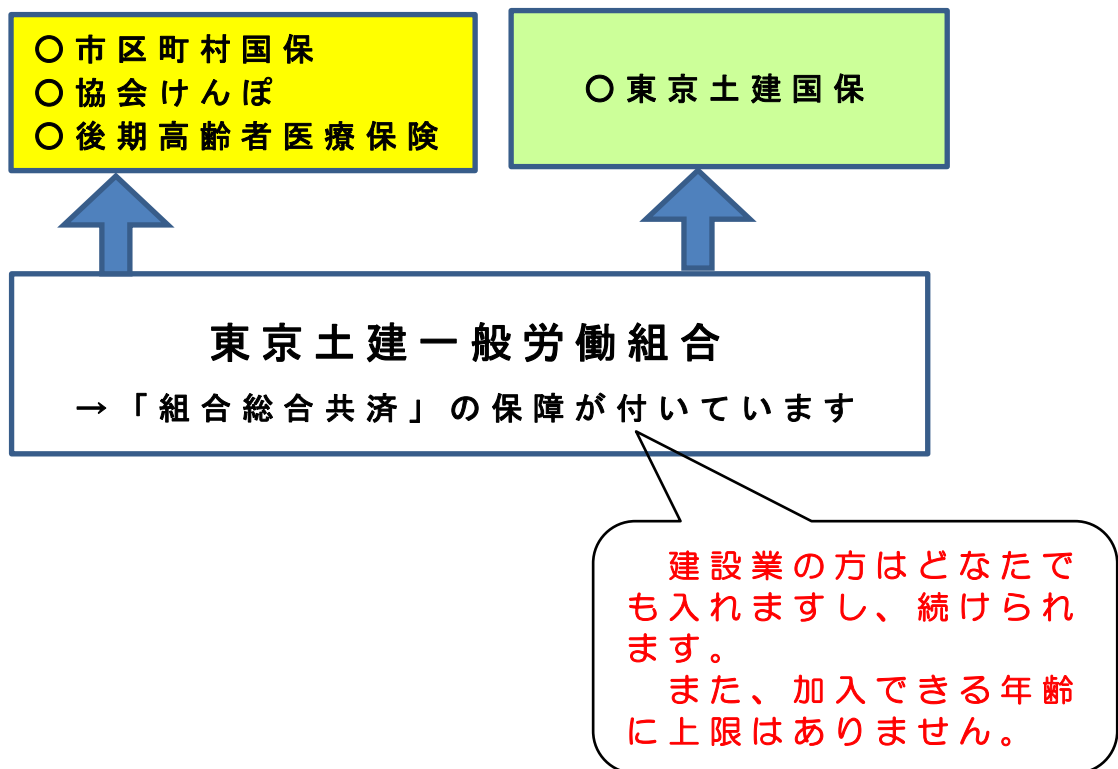 ○市区町村国保
○協会けんぽ
○後期高齢者医療保険
○東京土建国保
東京土建一般労働組合
→「組合総合共済」の保障が付いています
建設業の方はどなたで
も入れますし、続けられ
ます。
また、加入できる年齢
に上限はありません。